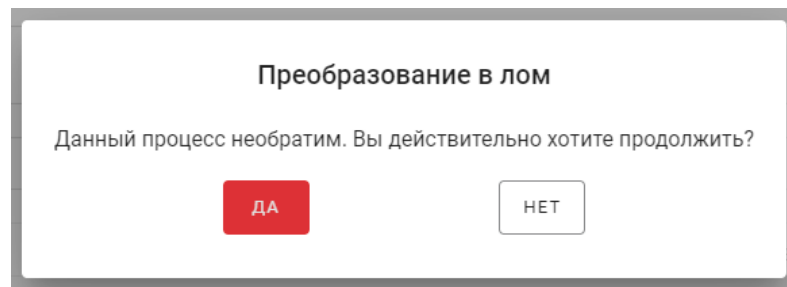 Преобразование в лом
Данный процесс необратим. Вы действительно хотите продолжить?
ДА НЕТ